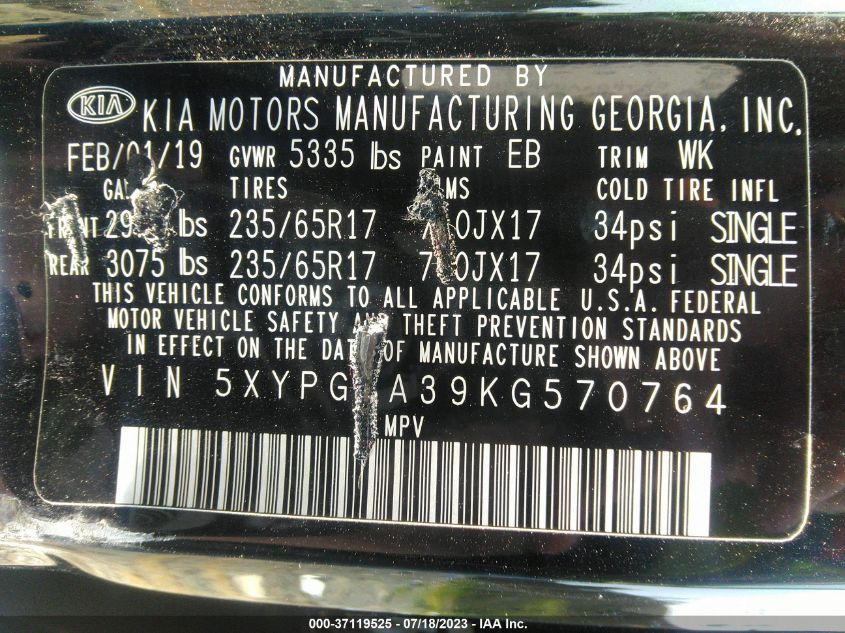 MANUFACTURED BY
KIA KIA MOTORS MANUFACTURING GEORGIA, INC.
FEB/01/19 GVWR 5335 lbs PAINT EB TRIM WK
TIRES COLD TIRE INFL
lbs 235/65R17 34psi SINGLE
REAR 3075 lbs 235/65R17 34psi SINGLE
THIS VEHICLE CONFORMS TO ALL APPLICABLE U.S.A. FEDERAL
MOTOR VEHICLE SAFETY AND THEFT PREVENTION STANDARDS
IN EFFECT ON THE DATE OF MANUFACTURE SHOWN ABOVE
VIN
MPV
000-37119525 - 07/18/2023 - IAA Inc.